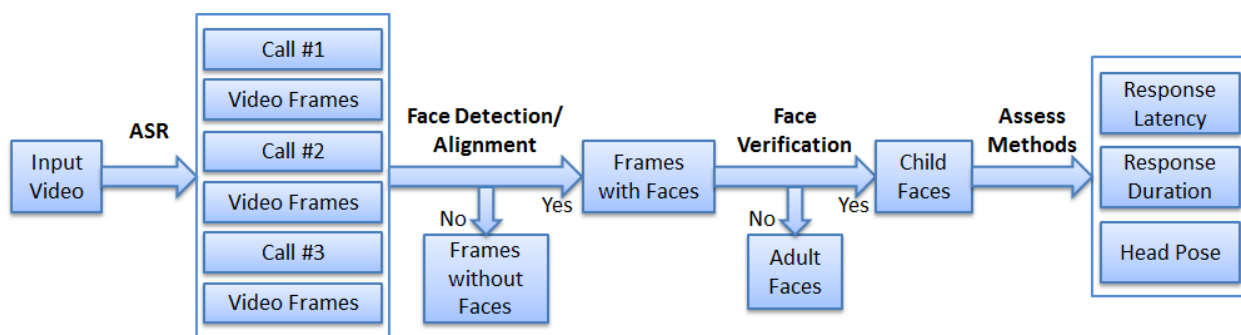 Input
Video
ASR
Call #1
Video Frames
Call #2
Video Frames
Call #3
Video Frames
Face Detection/
Alignment
No
Yes
Frames
without
Faces
Frames
with Faces
Face
Verification
No
Yes
Adult
Faces
Child
Faces
Assess
Methods
Response
Latency
Response
Duration
Head Pose